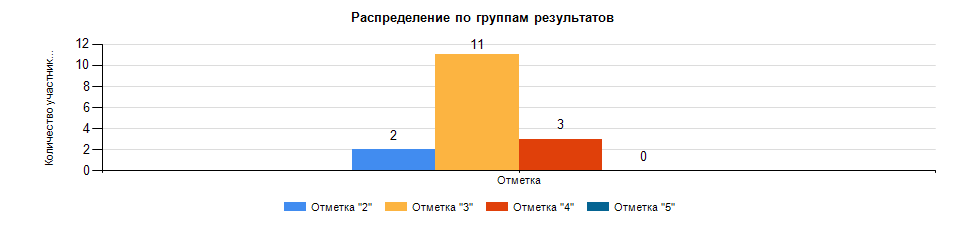 Распределение по группам результатов
Количество участник...
12
10
8
6
4
2
0
2
11
3
0
Отметка
Отметка "2" Отметка "3" Отметка "4" Отметка "5"